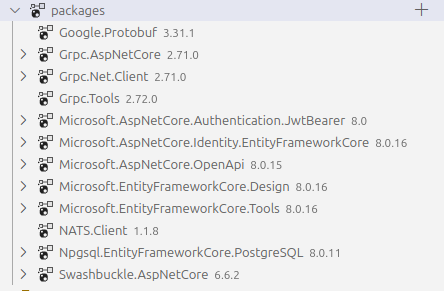 packages
Google.Protobuf 3.31.1
Grpc.AspNetCore 2.71.0
Grpc.Net.Client 2.71.0
Grpc.Tools 2.72.0
Microsoft.AspNetCore.Authentication.JwtBearer 8.0
Microsoft.AspNetCore.Identity.EntityFrameworkCore 8.0.16
Microsoft.AspNetCore.OpenApi 8.0.15
Microsoft.EntityFrameworkCore.Design 8.0.16
Microsoft.EntityFrameworkCore.Tools 8.0.16
NATS.Client 1.1.8
Npgsql.EntityFrameworkCore.PostgreSQL 8.0.11
Swashbuckle.AspNetCore 6.6.2